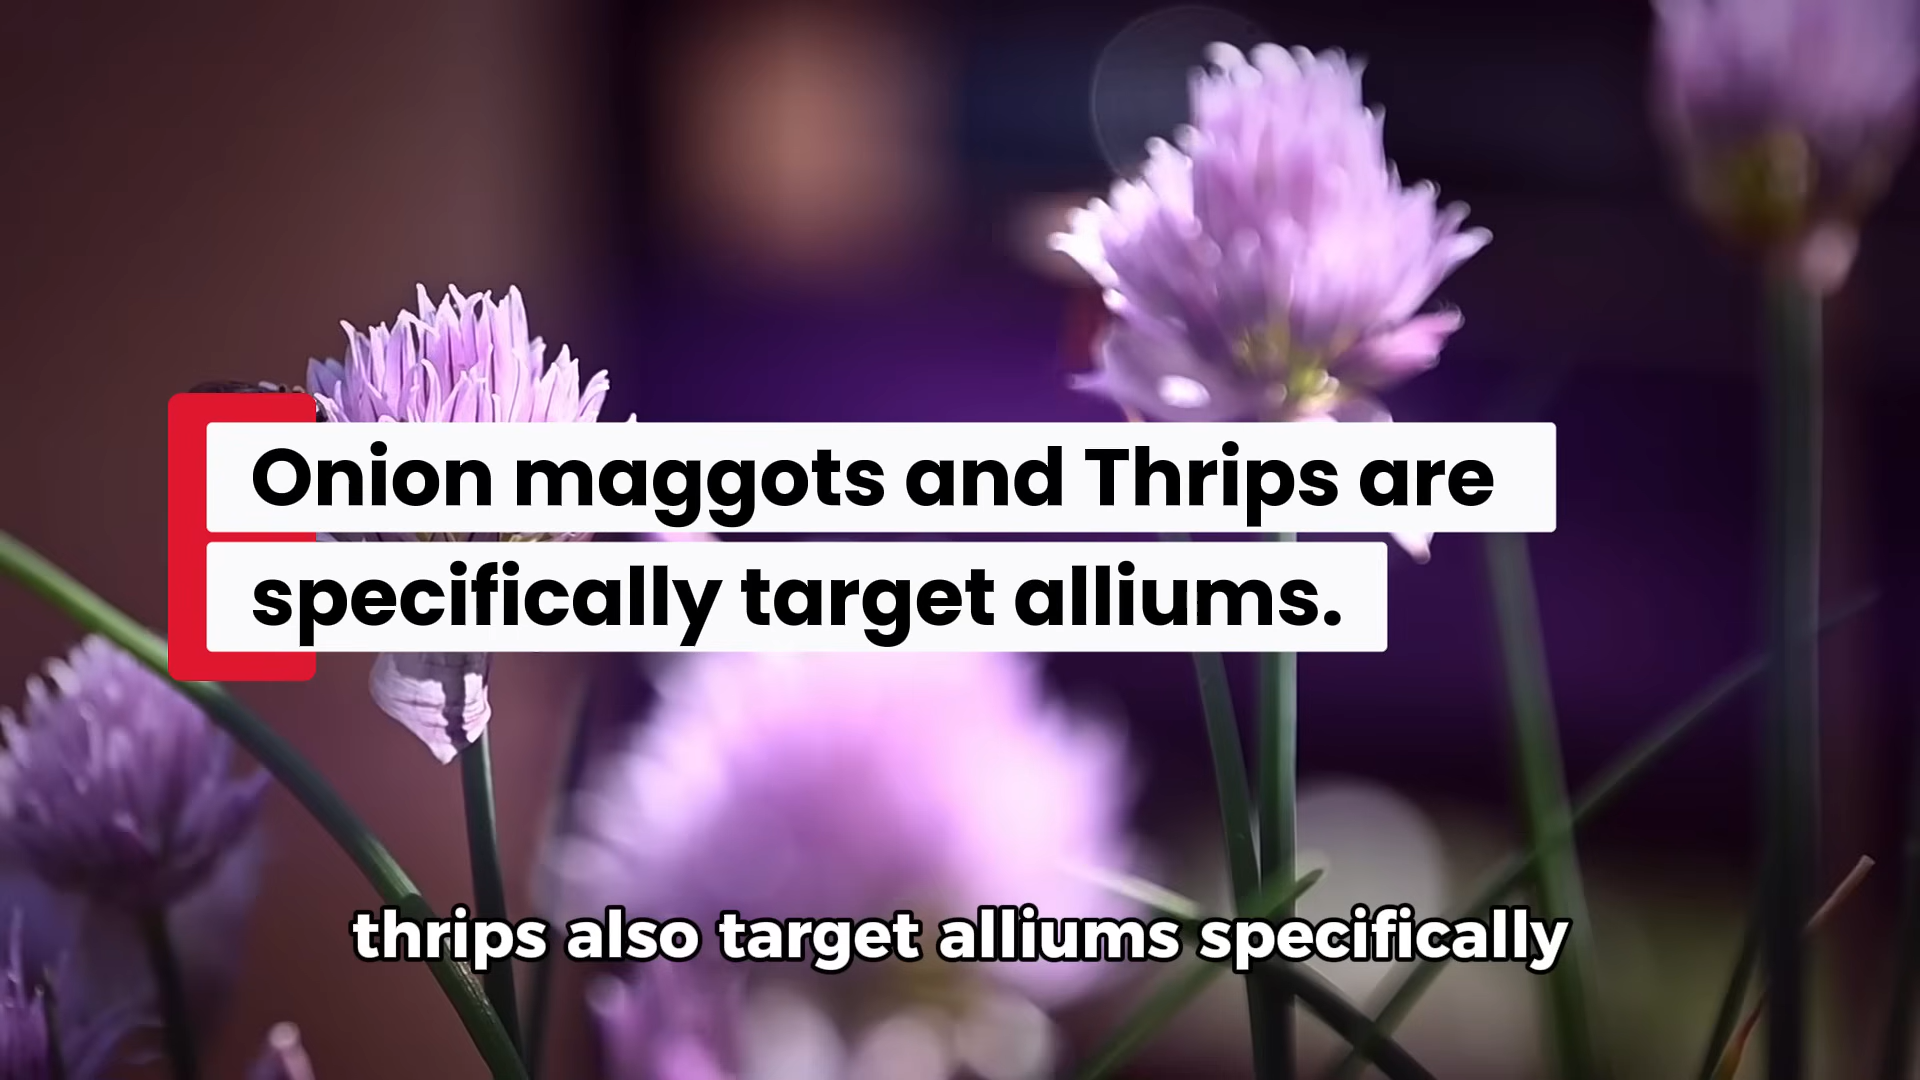 Onion maggots and Thrips are
specifically target alliums.
thrips also target alliums specifically